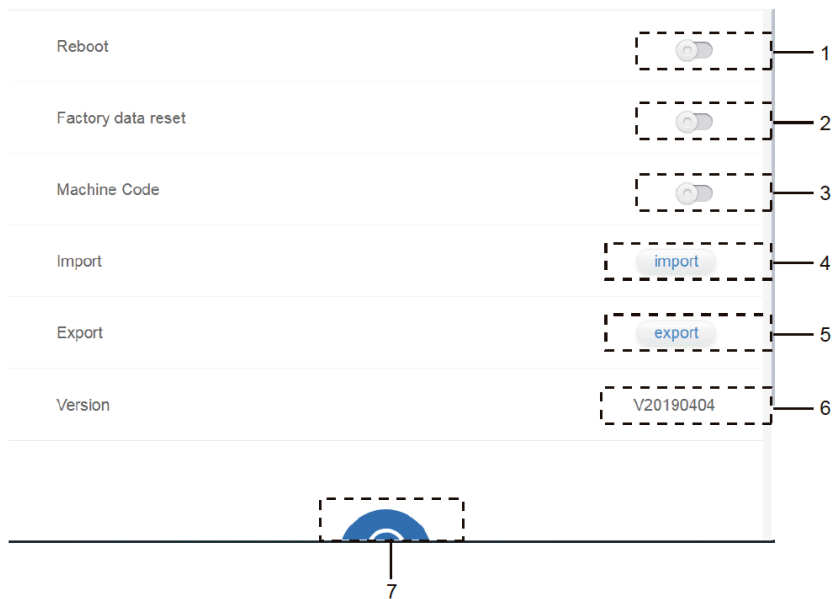 Reboot
1
Factory data reset
2
Machine Code
3
Import import 4
Export export 5
Version V20190404 6
7